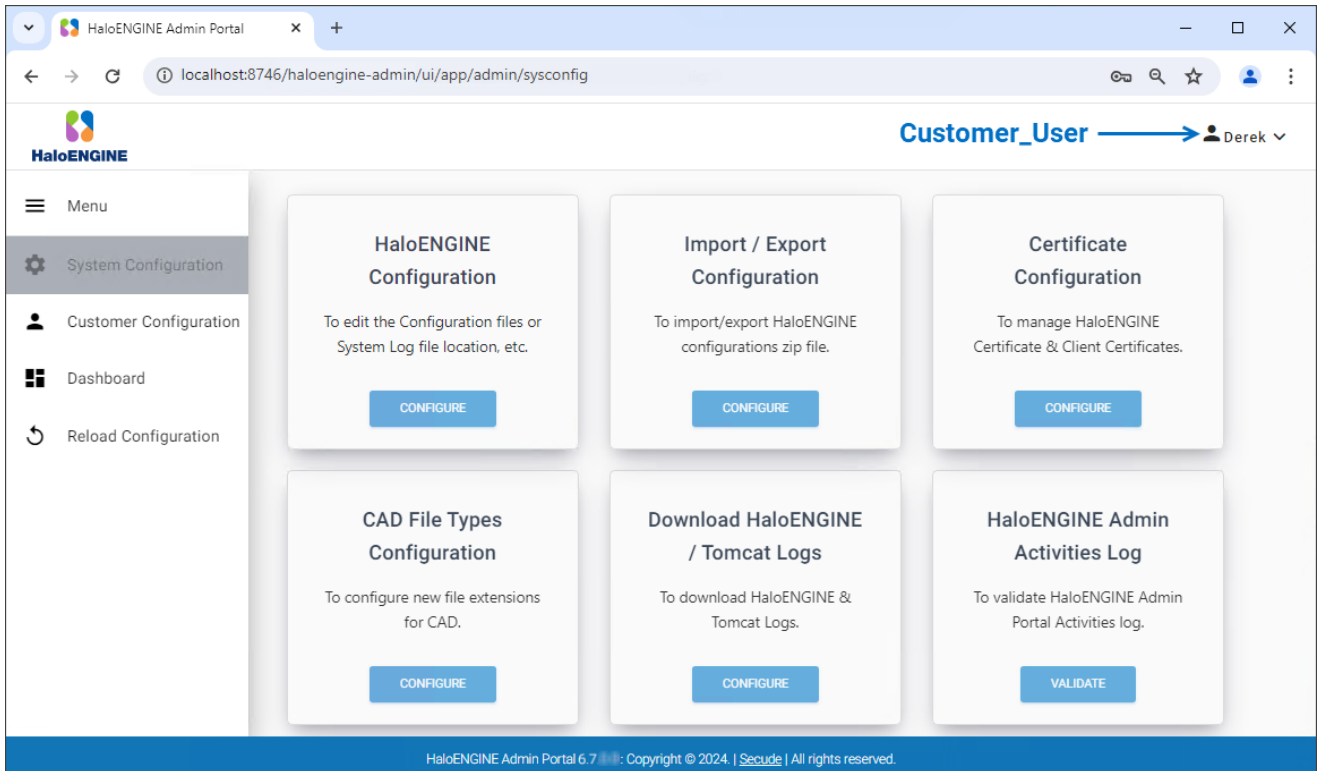 HaloENGINE Admin Portal
localhost:8746/haloengine-admin/ui/app/admin/sysconfig
HaloENGINE
Customer_User
Derek
Menu
System Configuration
Customer Configuration
Dashboard
Reload Configuration
HaloENGINE
Configuration
To edit the Configuration files or
System Log file location, etc.
CONFIGURE
Import / Export
Configuration
To import/export HaloENGINE
configurations zip file.
CONFIGURE
Certificate
Configuration
To manage HaloENGINE
Certificate & Client Certificates.
CONFIGURE
CAD File Types
Configuration
To configure new file extensions
for CAD.
CONFIGURE
Download HaloENGINE
/ Tomcat Logs
To download HaloENGINE &
Tomcat Logs.
CONFIGURE
HaloENGINE Admin
Activities Log
To validate HaloENGINE Admin
Portal Activities log.
VALIDATE
HaloENGINE Admin Portal 6.7 : Copyright © 2024. | Secude | All rights reserved.